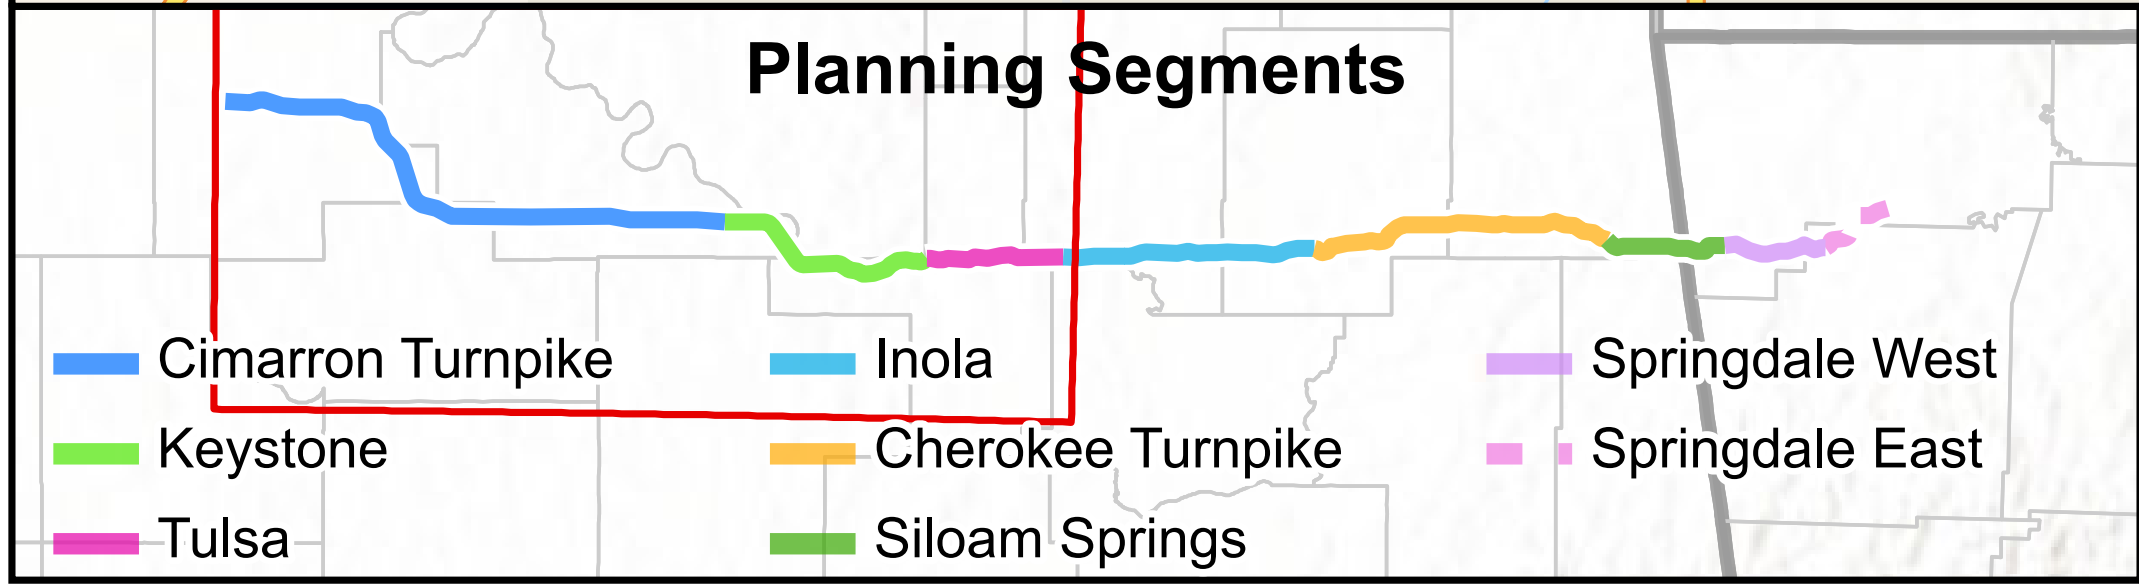 Planning Segments
Cimarron Turnpike
Keystone
Tulsa
Inola
Cherokee Turnpike
Siloam Springs
Springdale West
Springdale East